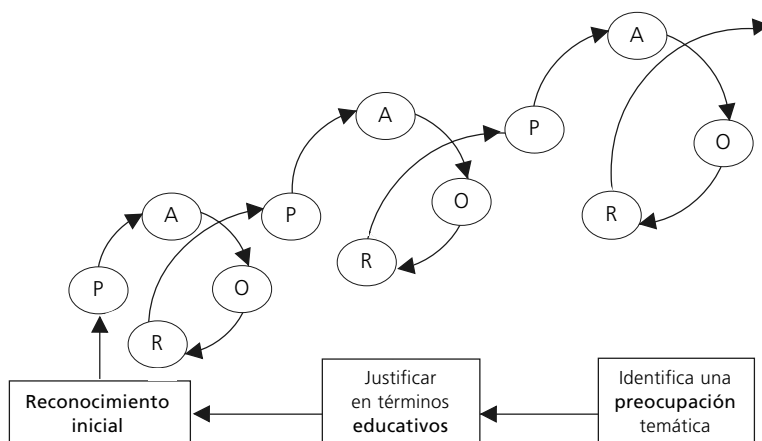 A
P
O
R
A
P
O
R
A
P
O
R
Reconocimiento
inicial
Justificar
en términos
educativos
Identifica una
preocupación
temática